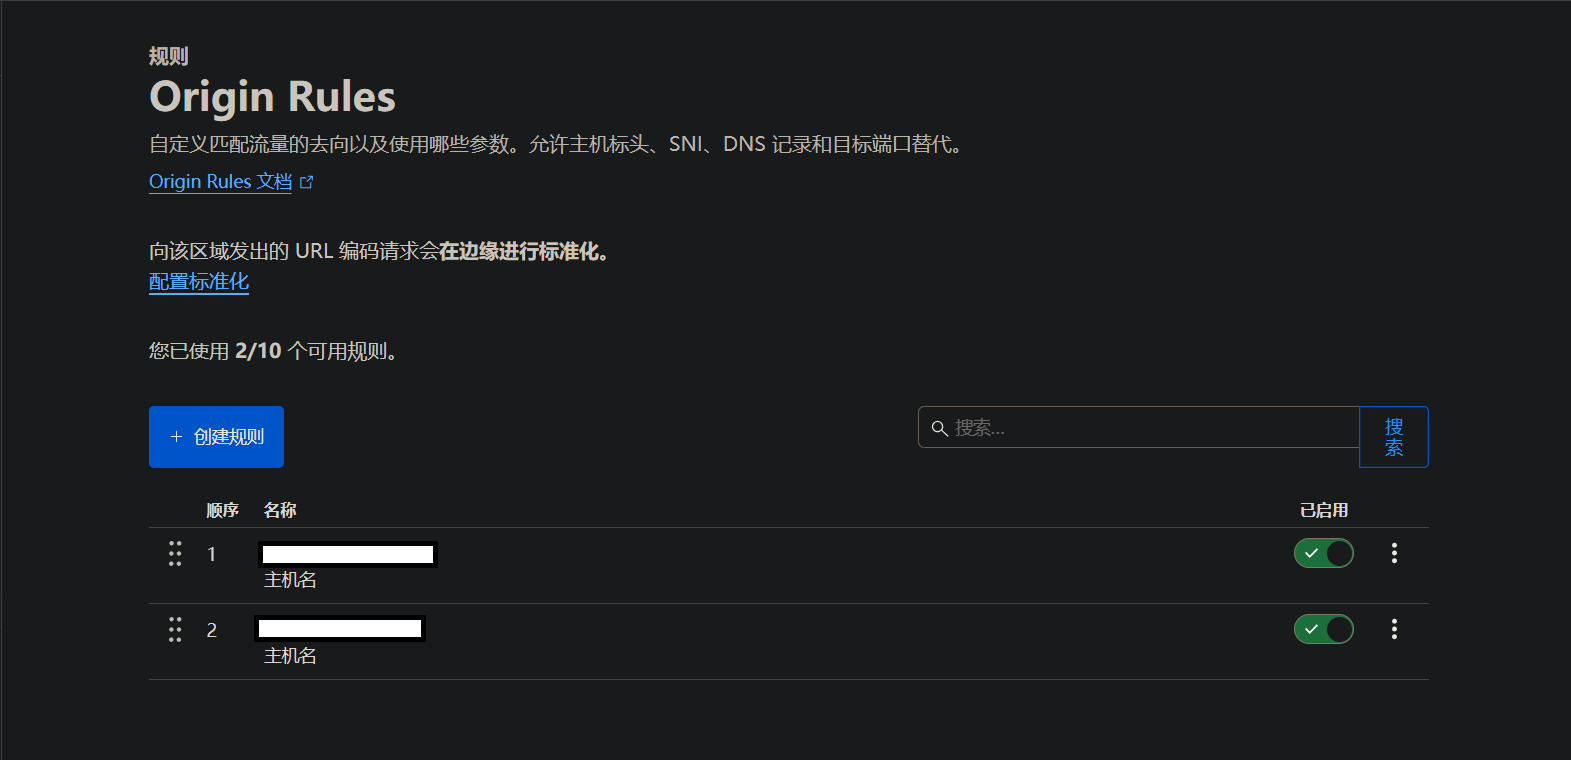 规则
Origin Rules
自定义匹配流量的去向以及使用哪些参数。允许主机标头、SNI、DNS 记录和目标端口替代。
Origin Rules 文档
向该区域发出的 URL 编码请求会在边缘进行标准化。
配置标准化
您已使用 2/10 个可用规则。
+ 创建规则
搜索...
搜
索
顺序 名称 已启用
1
主机名
2
主机名